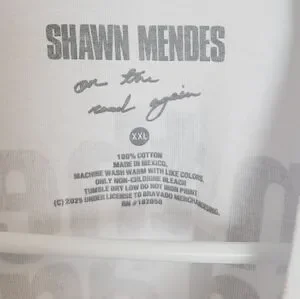 SHAWN MENDES
on the
road again
XXL
100% COTTON
MADE IN MEXICO,
MACHINE WASH WARM WITH LIKE COLORS,
ONLY NON-CHLORINE BLEACH
TUMBLE DRY LOW DO NOT IRON PRINT.
(C) 2025 UNDER LICENSE TO BRAVADO MERCHANDISING.
RN #182050